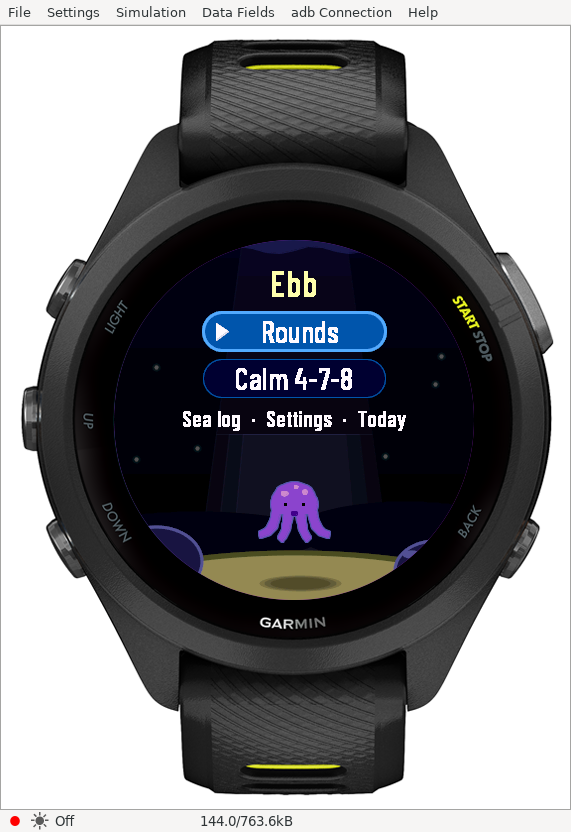 File Settings Simulation Data Fields adb Connection Help
LIGHT
START STOP
Ebb
Rounds
Calm 4-7-8
Sea log · Settings · Today
UP
DOWN
BACK
GARMIN
Off 144.0/763.6kB